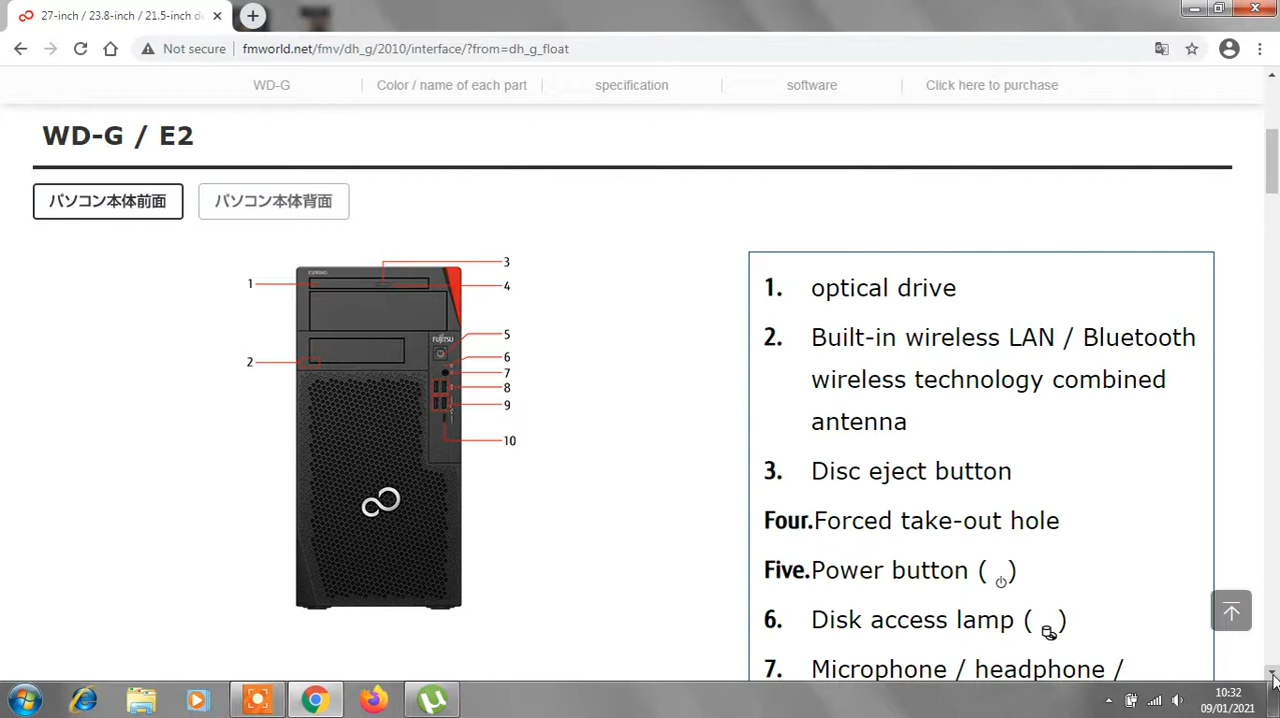 27-inch / 23.8-inch / 21.5-inch de
Not secure
fmworld.net/fmv/dh_g/2010/interface/?from=dh_g_float
WD-G
Color / name of each part
specification
software
Click here to purchase
WD-G / E2
パソコン本体前面
パソコン本体背面
1
2
3
4
5
6
7
8
9
10
ESPRIMO
FUJITSU
1. optical drive
2. Built-in wireless LAN / Bluetooth
wireless technology combined
antenna
3. Disc eject button
Four.Forced take-out hole
Five.Power button ( )
6. Disk access lamp ( )
7. Microphone / headphone /
10:32
09/01/2021